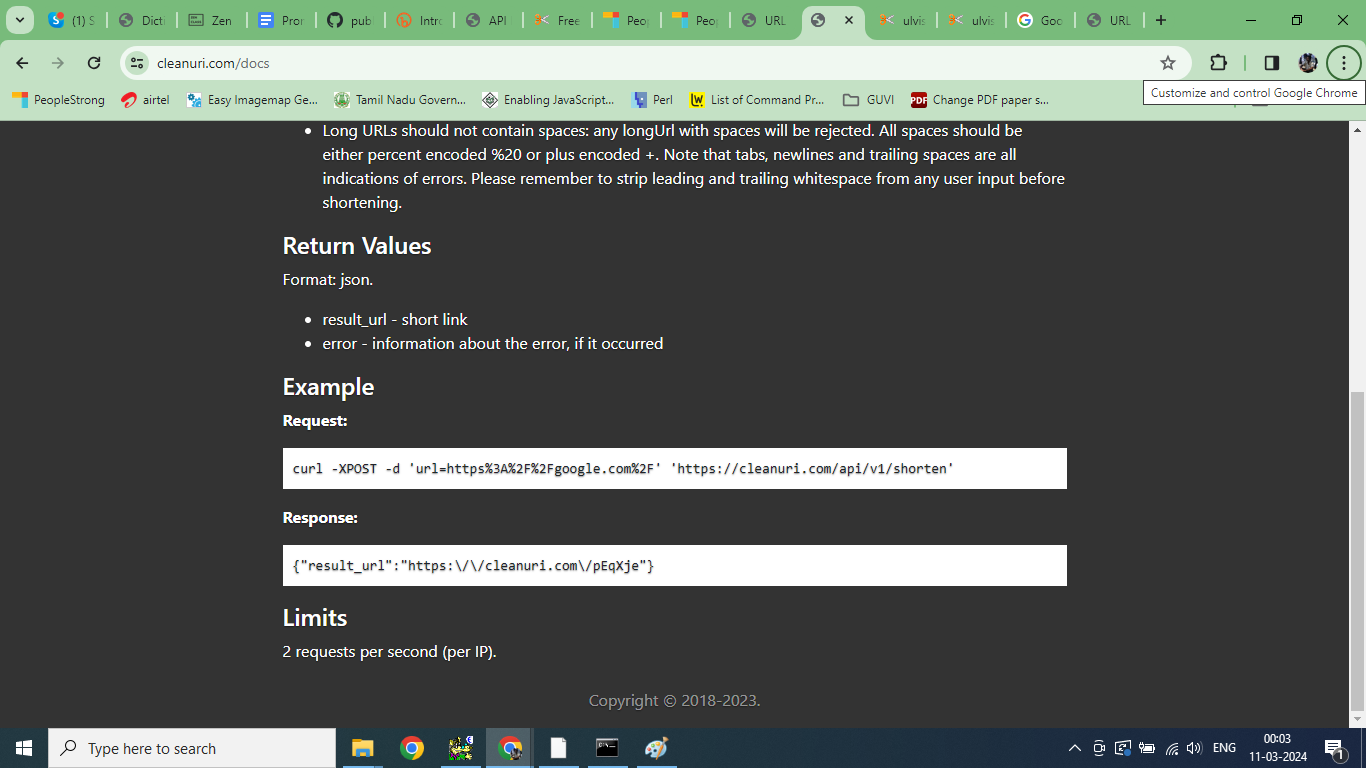 (1) S
Dicti
Zen
Pron
publ
Intro
API
Free
Peop
Peop
URL
ulvis
ulvis
Goo
URL
cleanuri.com/docs
Customize and control Google Chrome
PeopleStrong
airtel
Easy Imagemap Ge...
Tamil Nadu Govern...
Enabling JavaScript...
Perl
List of Command Pr...
GUVI
PDF
Change PDF paper s...
• Long URLs should not contain spaces: any longUrl with spaces will be rejected. All spaces should be
either percent encoded %20 or plus encoded +. Note that tabs, newlines and trailing spaces are all
indications of errors. Please remember to strip leading and trailing whitespace from any user input before
shortening.
Return Values
Format: json.
• result_url - short link
• error - information about the error, if it occurred
Example
Request:
curl -XPOST -d 'url=https%3A%2F%2Fgoogle.com%2F' 'https://cleanuri.com/api/v1/shorten'
Response:
{"result_url":"https:\/\/cleanuri.com\/pEqXje"}
Limits
2 requests per second (per IP).
Copyright © 2018-2023.
Type here to search
ENG
00:03
11-03-2024
1